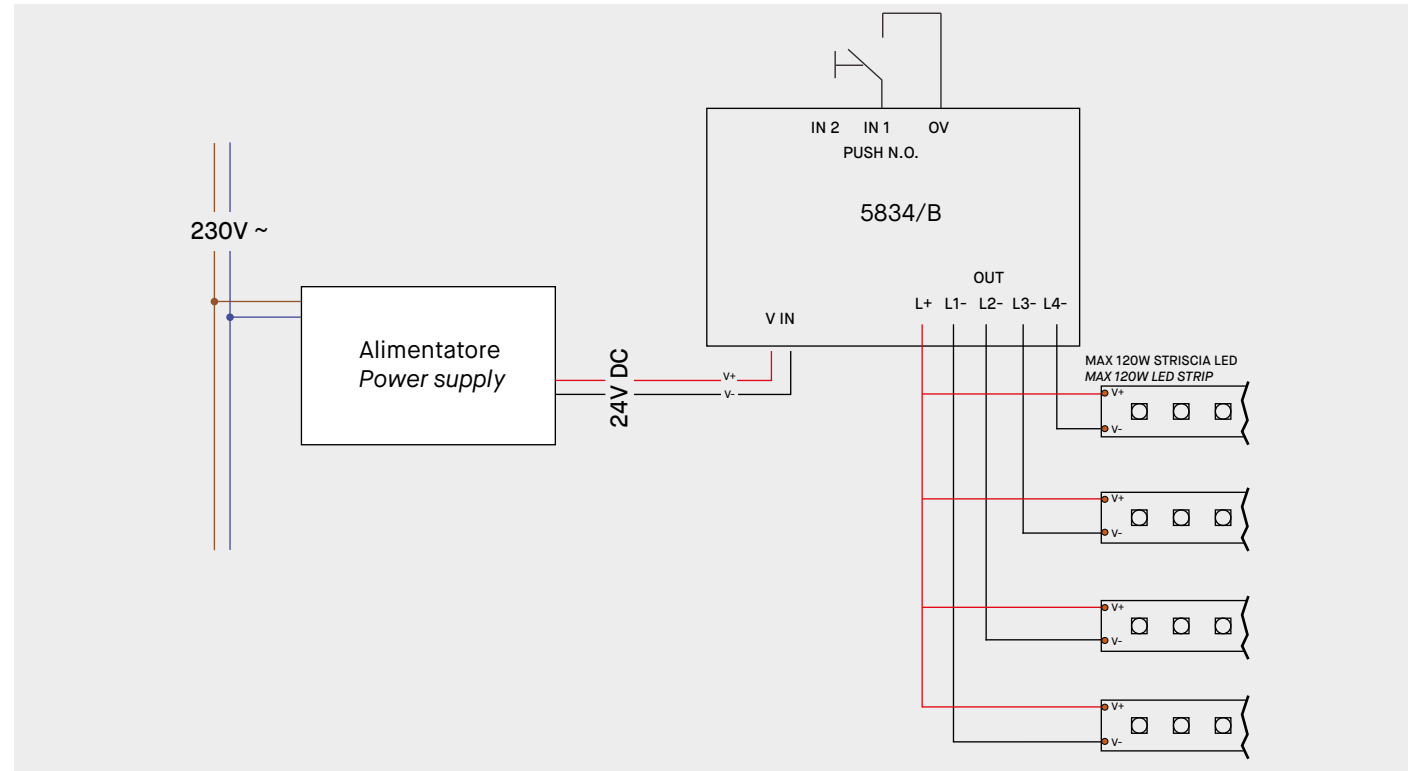 IN 2 IN 1 0V
PUSH N.O.
5834/B
230V ~
OUT
L+ L1- L2- L3- L4-
V IN
Alimentatore
Power supply
24V DC
V+
V-
MAX 120W STRISCIA LED
MAX 120W LED STRIP
V+
V-
V+
V-
V+
V-
V+
V-